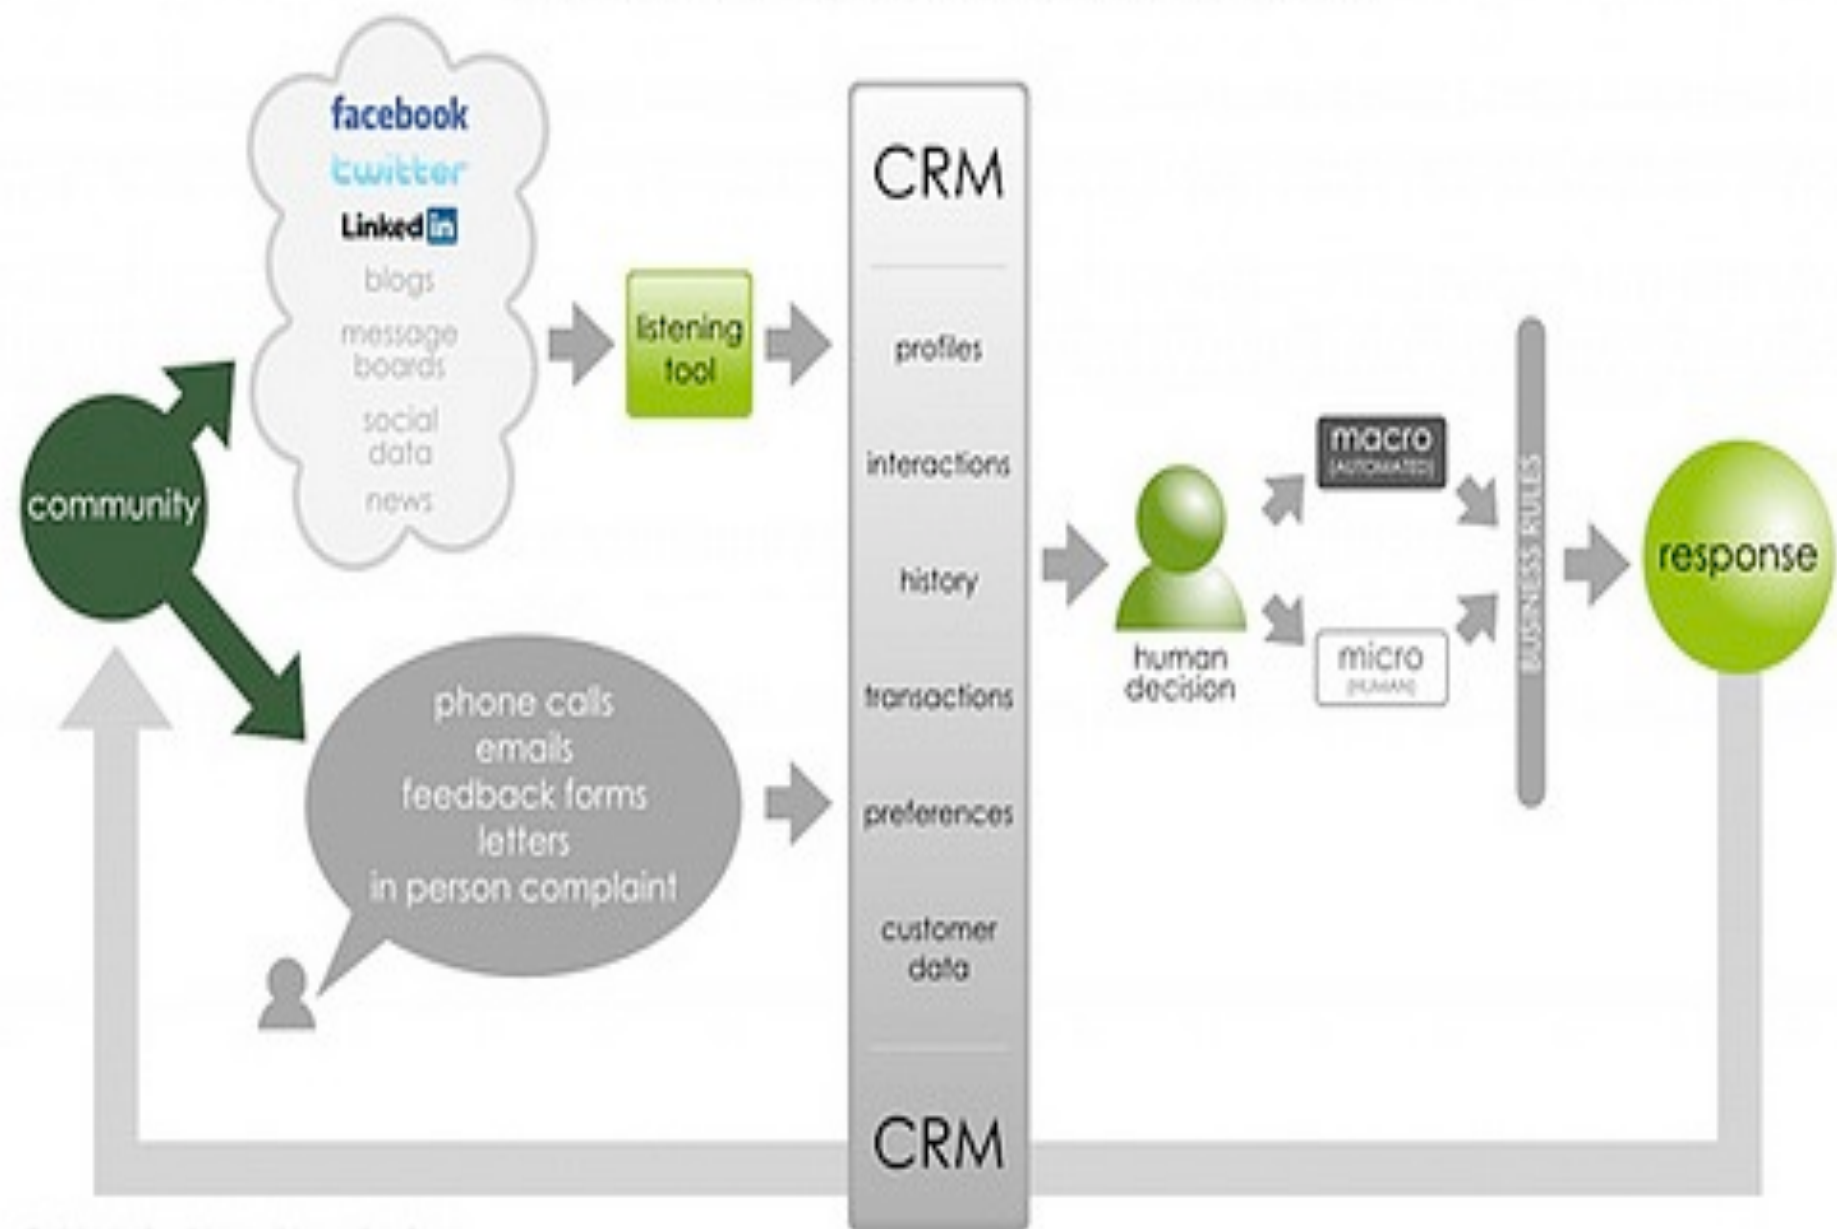 facebook
twitter
Linked in
blogs
message
boards
social
data
news
community
listening
tool
phone calls
emails
feedback forms
letters
in person complaint
CRM
profiles
interactions
history
transactions
preferences
customer
data
CRM
human
decision
macro
(AUTOMATED)
micro
(HUMAN)
BUSINESS RULES
response